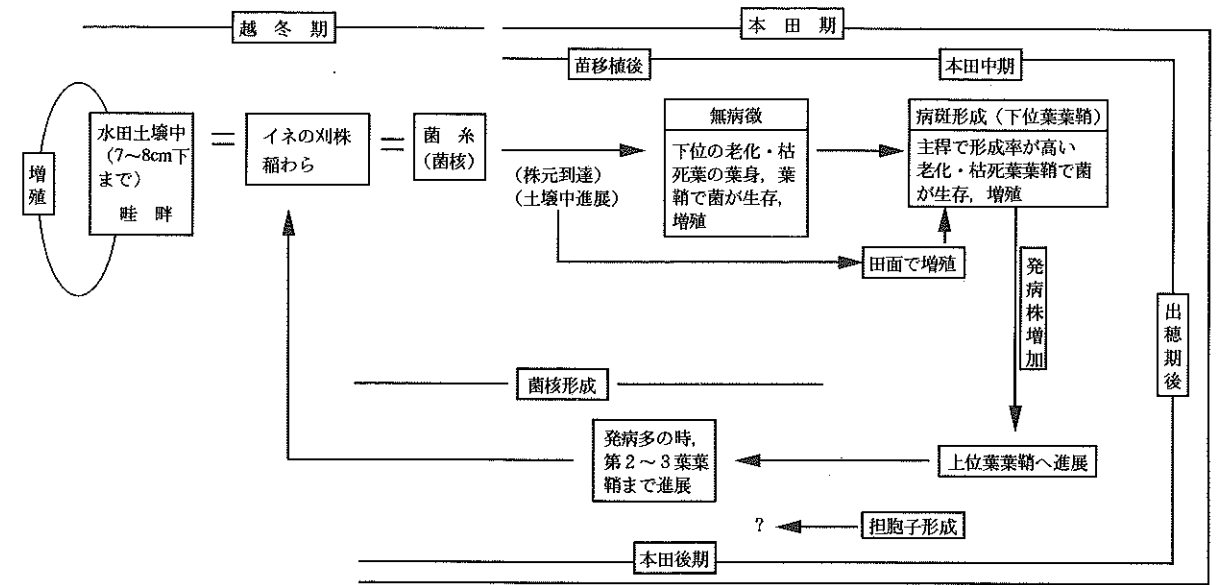 越冬期
本田期
苗移植後
本田中期
増殖
水田土壌中
(7〜8cm下
まで)
畦畔
=
イネの刈株
稲わら
=
菌糸
(菌核)
(株元到達)
(土壌中進展)
無病徴
下位の老化・枯
死葉の葉身,葉
鞘で菌が生存,
増殖
病斑形成(下位葉葉鞘)
主稈で形成率が高い
老化・枯死葉葉鞘で菌
が生存,増殖
田面で増殖
発病株増加
出穂期後
菌核形成
発病多の時,
第2〜3葉葉
鞘まで進展
上位葉葉鞘へ進展
?
担胞子形成
本田後期